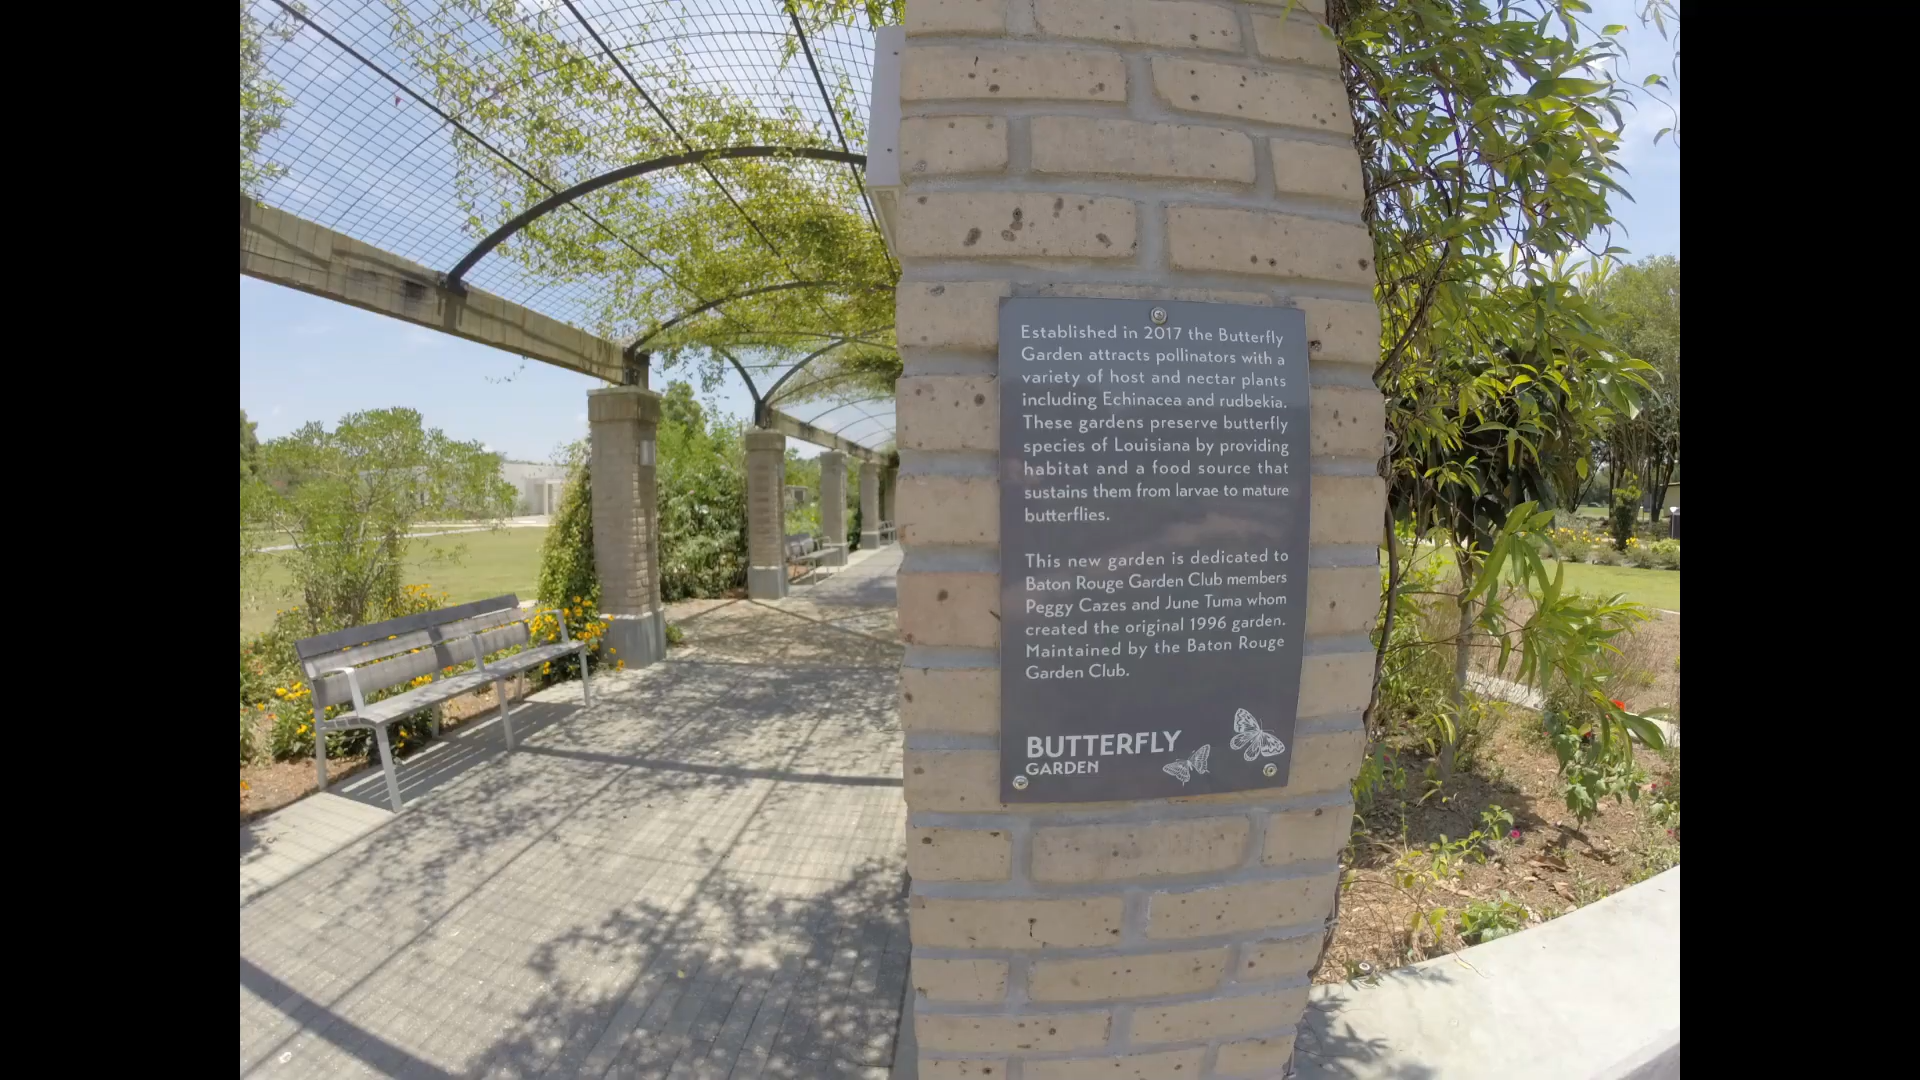 Established in 2017 the Butterfly
Garden attracts pollinators with a
variety of host and nectar plants
including Echinacea and rudbekia.
These gardens preserve butterfly
species of Louisiana by providing
habitat and a food source that
sustains them from larvae to mature
butterflies.
This new garden is dedicated to
Baton Rouge Garden Club members
Peggy Cazes and June Tuma whom
created the original 1996 garden.
Maintained by the Baton Rouge
Garden Club.
BUTTERFLY
GARDEN